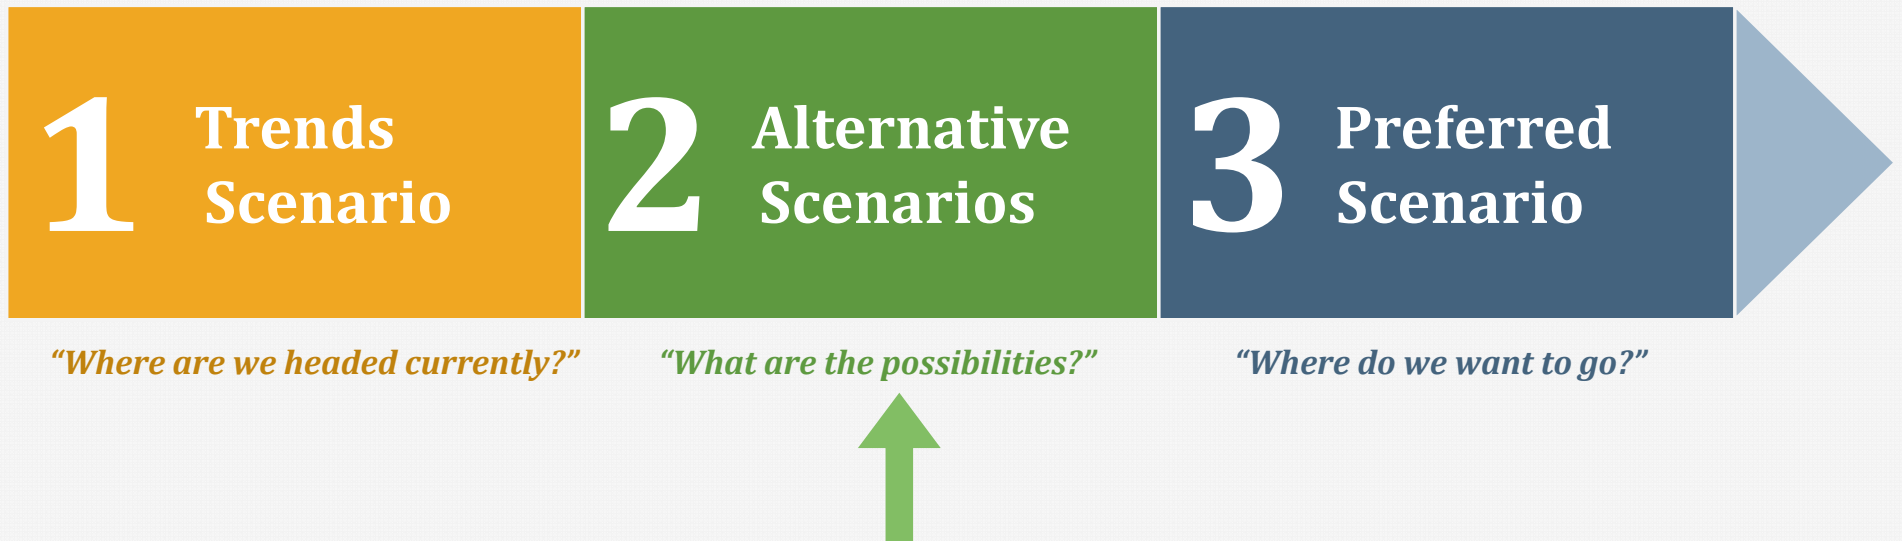 1
Trends
Scenario
2
Alternative
Scenarios
3
Preferred
Scenario
“Where are we headed currently?”
“What are the possibilities?”
“Where do we want to go?”